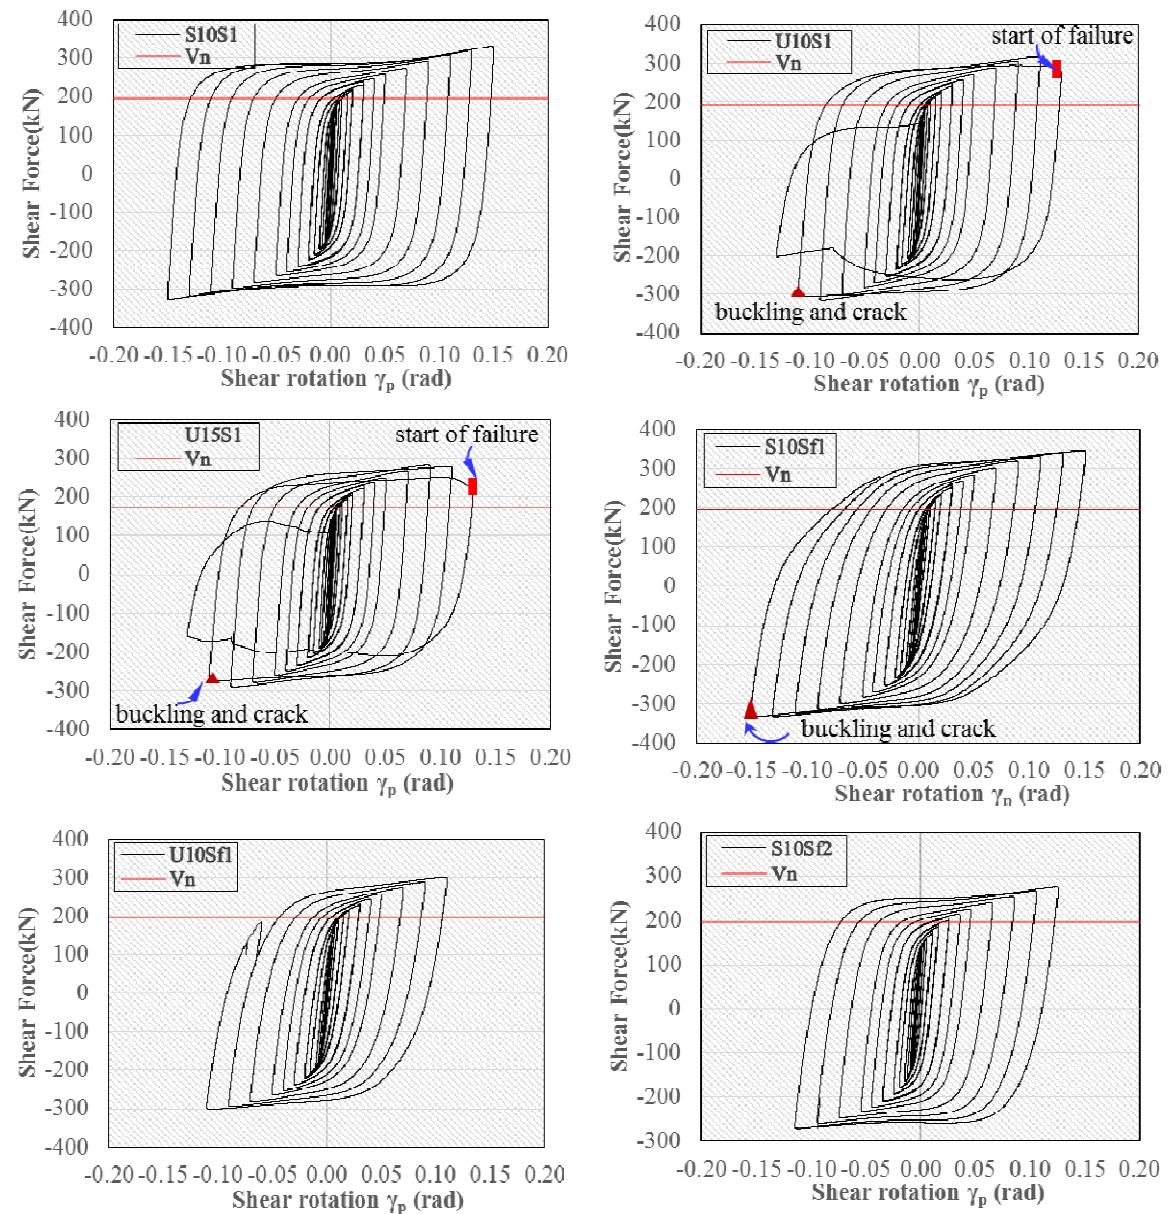 S10S1
Vn
400
300
200
100
0
-100
-200
-300
-400
Shear Force(kN)
-0.20 -0.15 -0.10 -0.05 0.00 0.05 0.10 0.15 0.20
Shear rotation γp (rad)
U10S1
Vn
start of failure
buckling and crack
400
300
200
100
0
-100
-200
-300
-400
Shear Force(kN)
-0.20 -0.15 -0.10 -0.05 0.00 0.05 0.10 0.15 0.20
Shear rotation γp (rad)
U15S1
Vn
start of failure
buckling and crack
400
300
200
100
0
-100
-200
-300
-400
Shear Force(kN)
-0.20 -0.15 -0.10 -0.05 0.00 0.05 0.10 0.15 0.20
Shear rotation γp (rad)
S10Sf1
Vn
buckling and crack
400
300
200
100
0
-100
-200
-300
-400
Shear Force(kN)
-0.20 -0.15 -0.10 -0.05 0.00 0.05 0.10 0.15 0.20
Shear rotation γp (rad)
U10Sf1
Vn
400
300
200
100
0
-100
-200
-300
-400
Shear Force(kN)
-0.20 -0.15 -0.10 -0.05 0.00 0.05 0.10 0.15 0.20
Shear rotation γp (rad)
S10Sf2
Vn
400
300
200
100
0
-100
-200
-300
Shear Force(kN)
-0.20 -0.15 -0.10 -0.05 0.00 0.05 0.10 0.15 0.20
Shear rotation γp (rad)